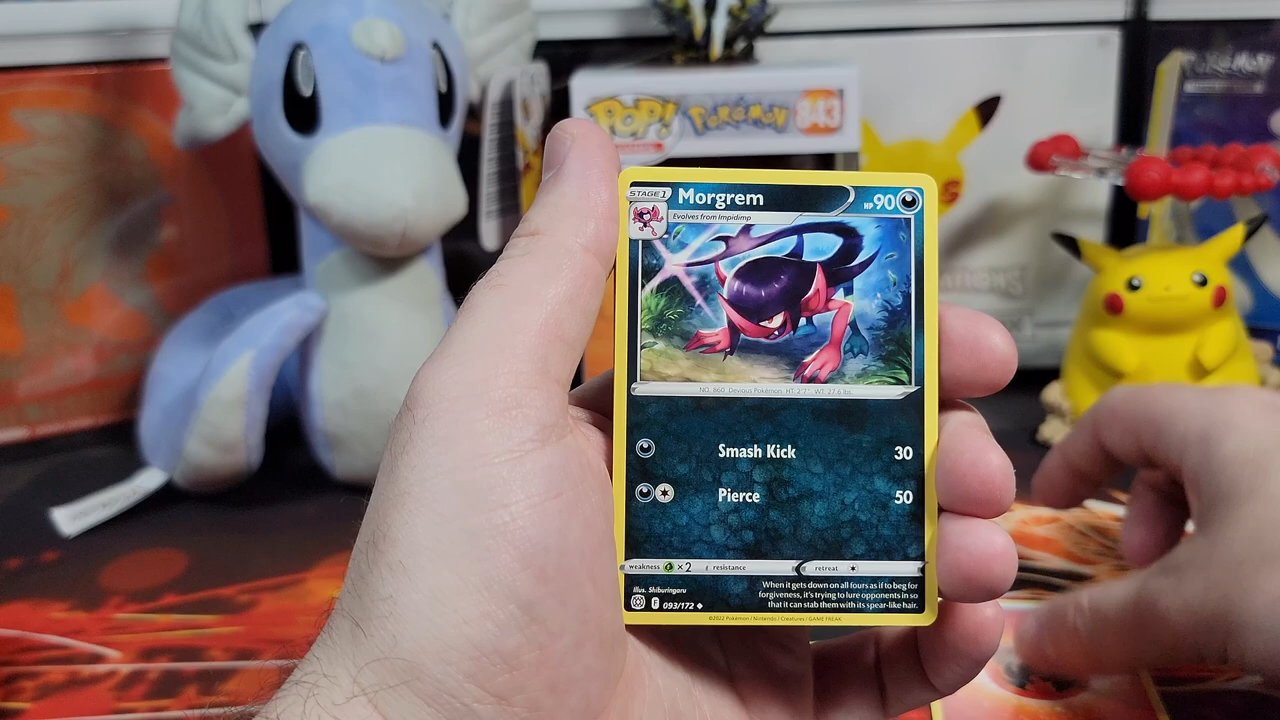 POP!
Pokémon
843
Pokémon
STAGE 1
Morgrem
HP 90
Evolves from Impidimp
NO. 860 Devious Pokémon HT: 2'7" WT: 27.6 lbs.
Smash Kick 30
Pierce 50
weakness ×2 resistance retreat
Illus. Shiburingaru
F 093/172
When it gets down on all fours as if to beg for
forgiveness, it's trying to lure opponents in so
that it can stab them with its spear-like hair.
©2022 Pokémon / Nintendo / Creatures / GAME FREAK